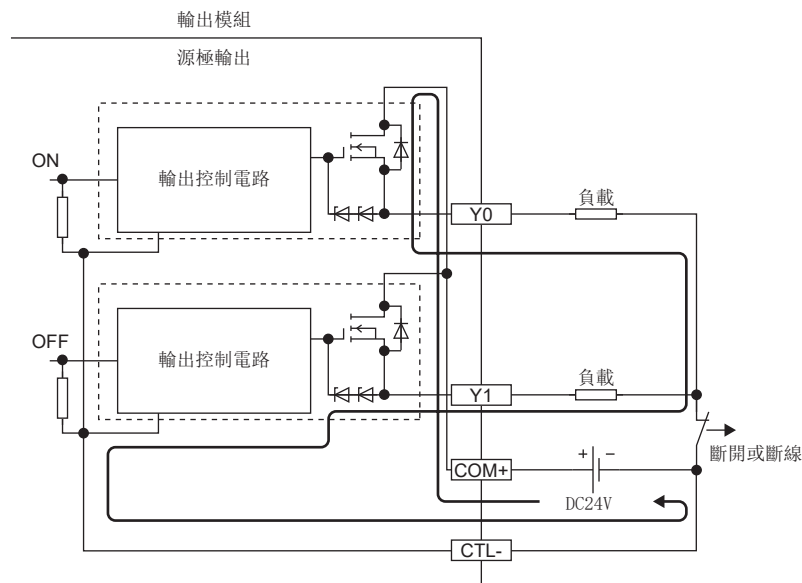 輸出模組
源極輸出
ON
輸出控制電路
Y0
負載
OFF
輸出控制電路
Y1
負載
斷開或斷線
COM+
+
−
DC24V
CTL-